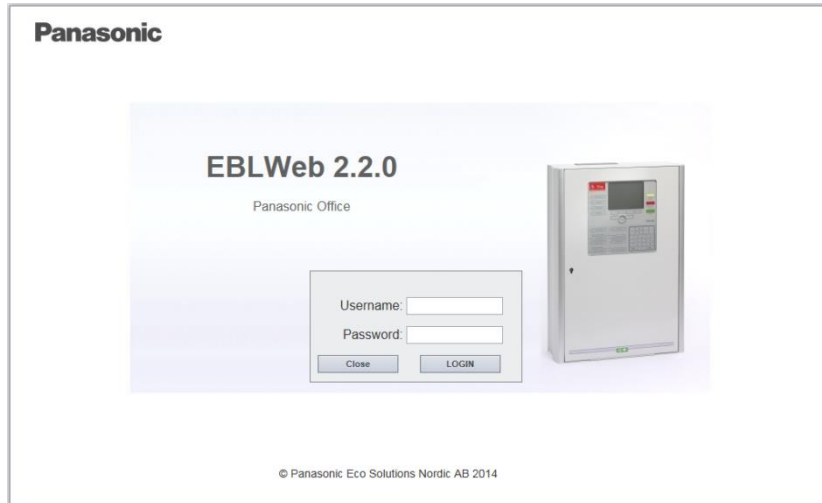 Panasonic
EBLWeb 2.2.0
Panasonic Office
Username:
Password:
Close
LOGIN
© Panasonic Eco Solutions Nordic AB 2014